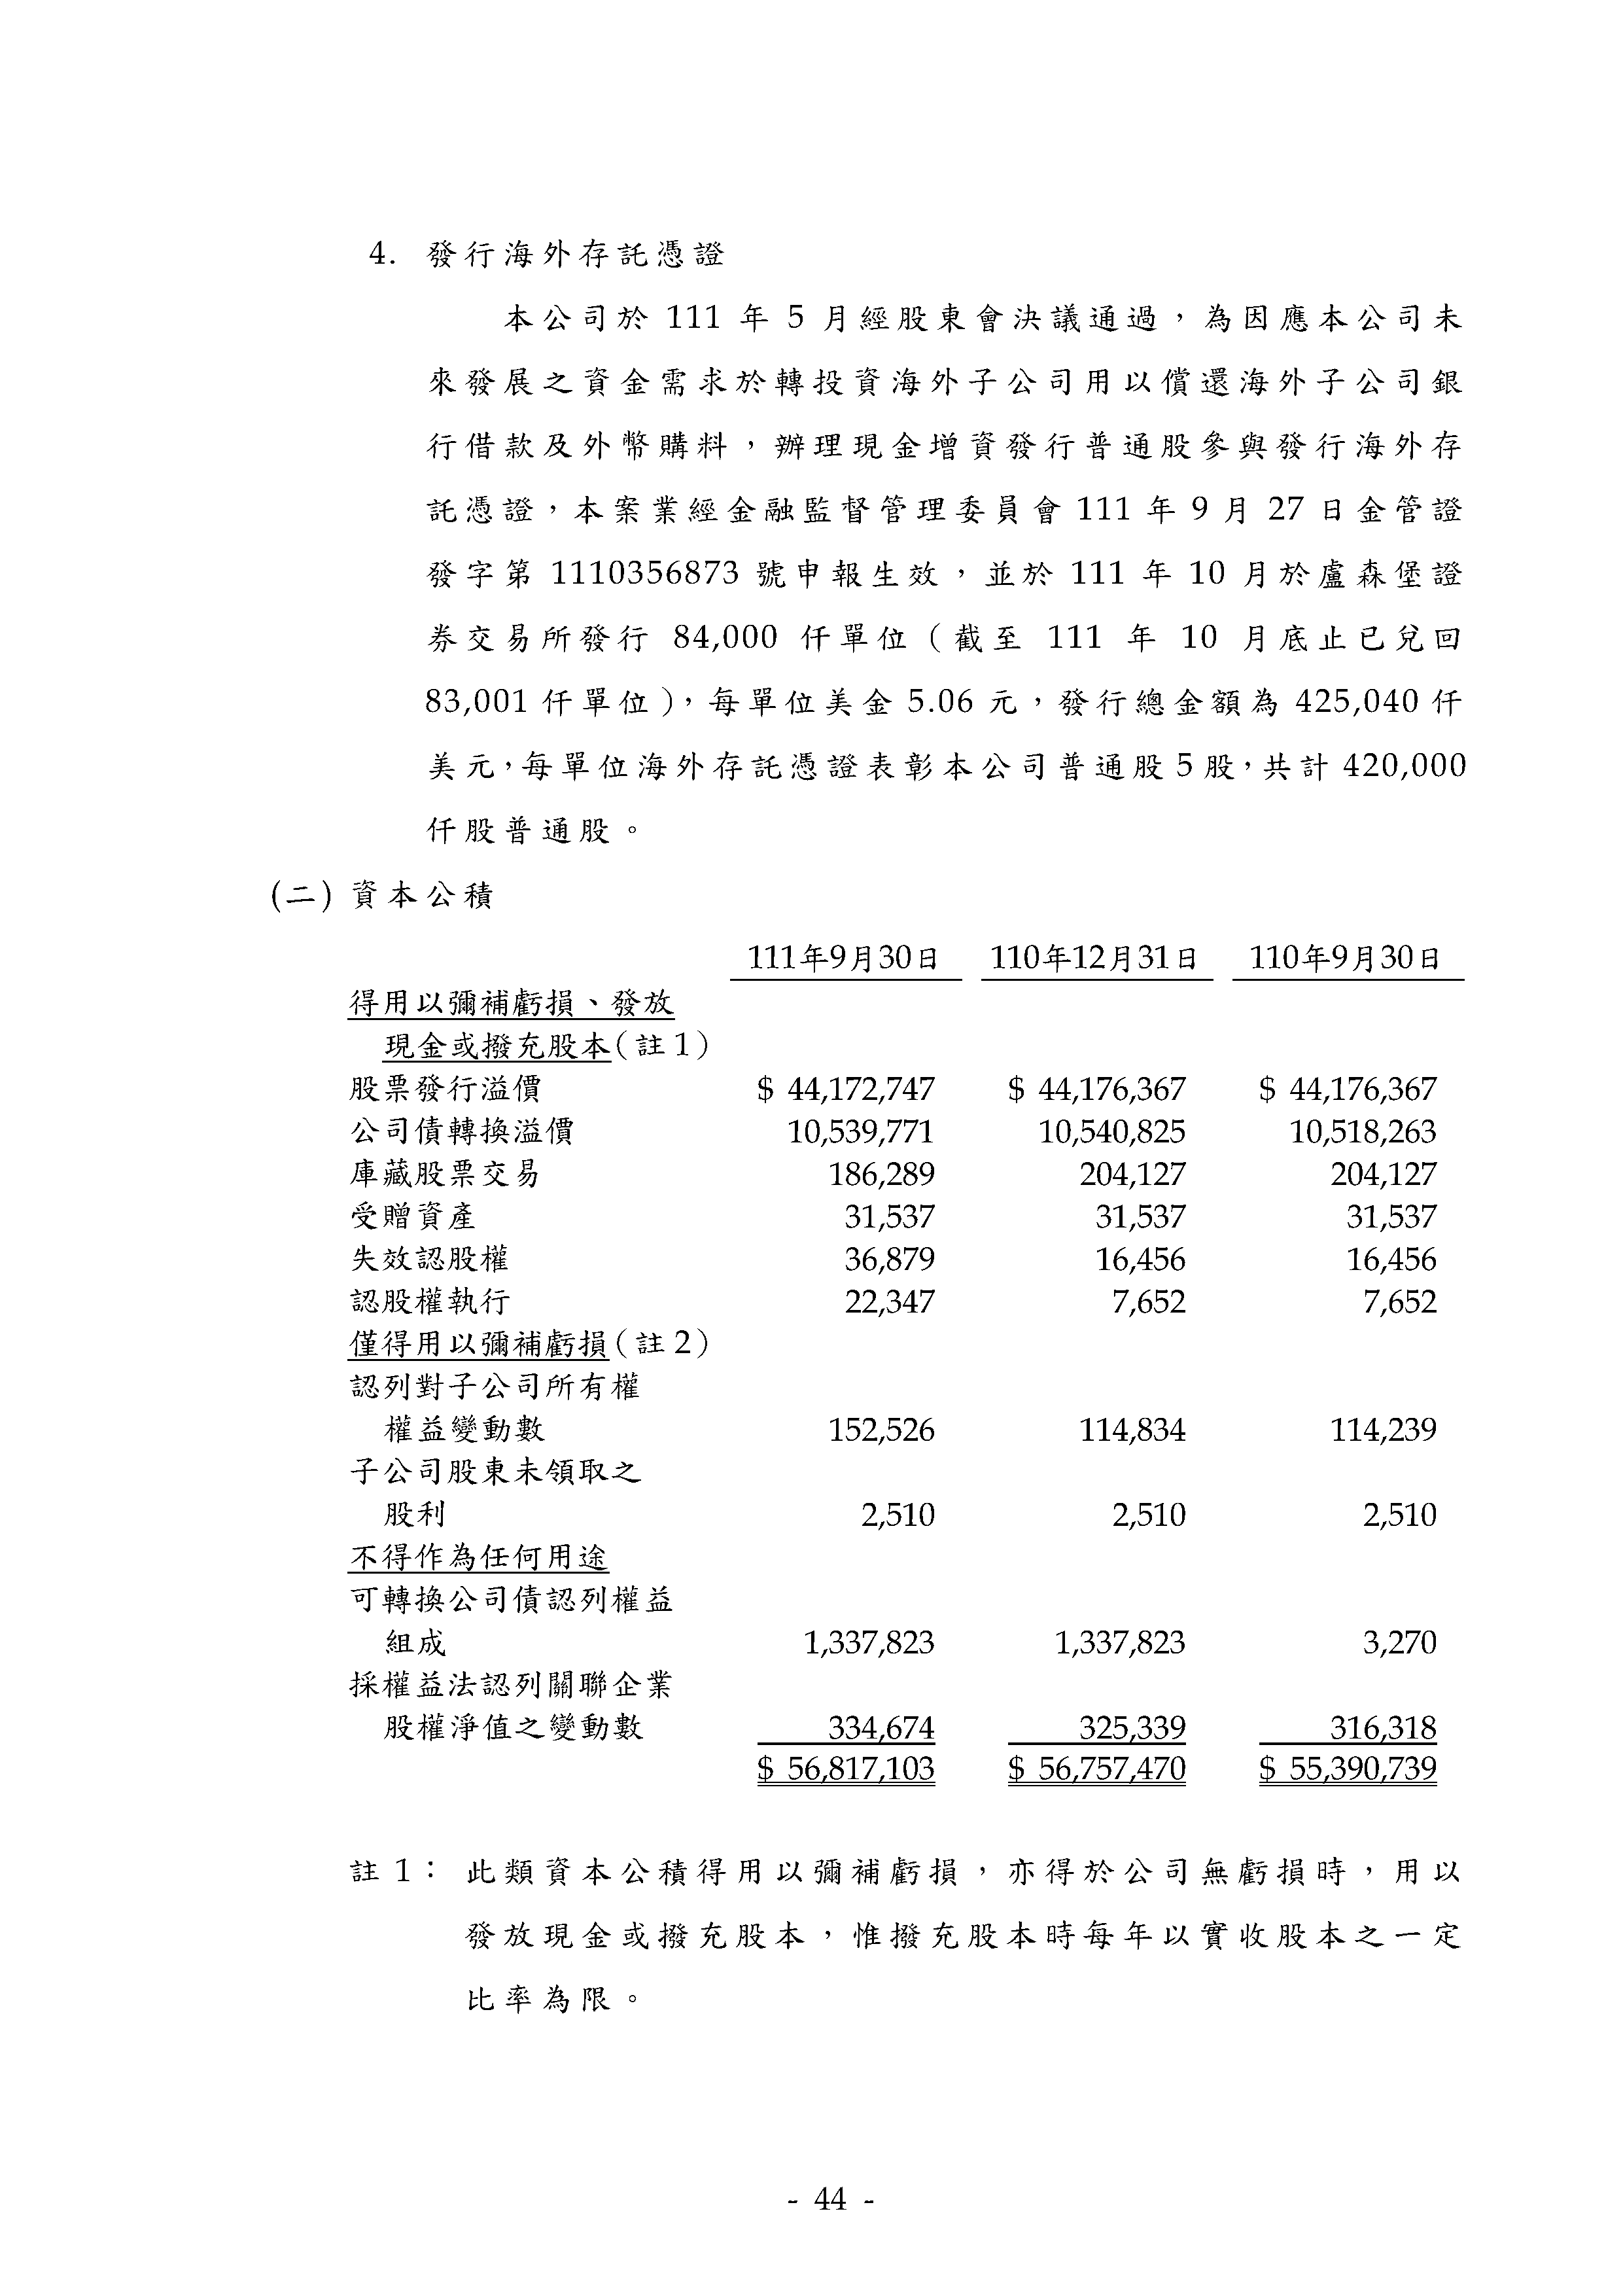 4. 發行海外存託憑證
本公司於 111 年 5 月經股東會決議通過，為因應本公司未
來發展之資金需求於轉投資海外子公司用以償還海外子公司銀
行借款及外幣購料，辦理現金增資發行普通股參與發行海外存
託憑證，本案業經金融監督管理委員會 111 年 9 月 27 日金管證
發字第 1110356873 號申報生效，並於 111 年 10 月於盧森堡證
券交易所發行 84,000 仟單位（截至 111 年 10 月底止已兌回
83,001 仟單位），每單位美金 5.06 元，發行總金額為 425,040 仟
美元，每單位海外存託憑證表彰本公司普通股 5 股，共計 420,000
仟股普通股。
(二) 資本公積
111年9月30日 110年12月31日 110年9月30日
得用以彌補虧損、發放
現金或撥充股本（註 1）
股票發行溢價 $ 44,172,747 $ 44,176,367 $ 44,176,367
公司債轉換溢價 10,539,771 10,540,825 10,518,263
庫藏股票交易 186,289 204,127 204,127
受贈資產 31,537 31,537 31,537
失效認股權 36,879 16,456 16,456
認股權執行 22,347 7,652 7,652
僅得用以彌補虧損（註 2）
認列對子公司所有權
權益變動數 152,526 114,834 114,239
子公司股東未領取之
股利 2,510 2,510 2,510
不得作為任何用途
可轉換公司債認列權益
組成 1,337,823 1,337,823 3,270
採權益法認列關聯企業
股權淨值之變動數 334,674 325,339 316,318
$ 56,817,103 $ 56,757,470 $ 55,390,739
註 1： 此類資本公積得用以彌補虧損，亦得於公司無虧損時，用以
發放現金或撥充股本，惟撥充股本時每年以實收股本之一定
比率為限。
- 44 -